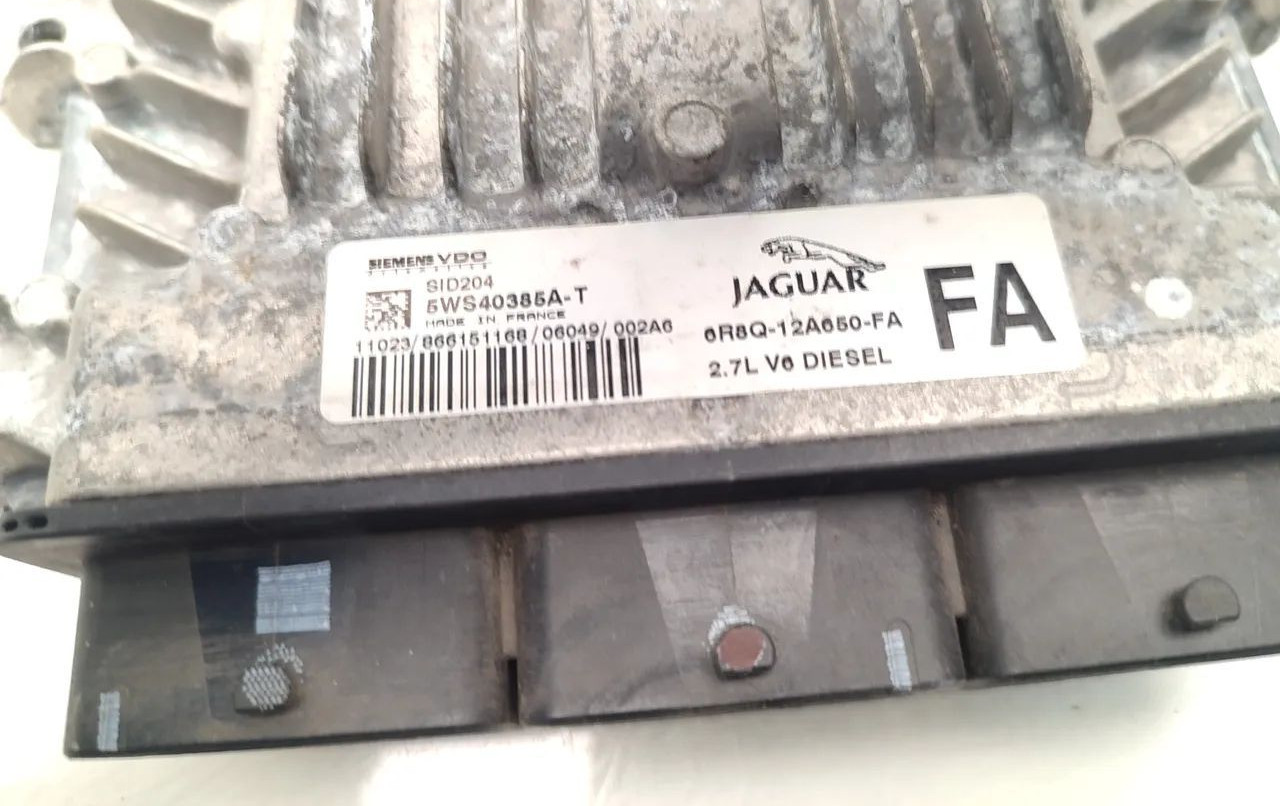 SIEMENS VDO
SID204
5WS40385A-T
MADE IN FRANCE
11023/866151168/06049/002A6
JAGUAR
6R8Q-12A650-FA
2.7L V6 DIESEL
FA